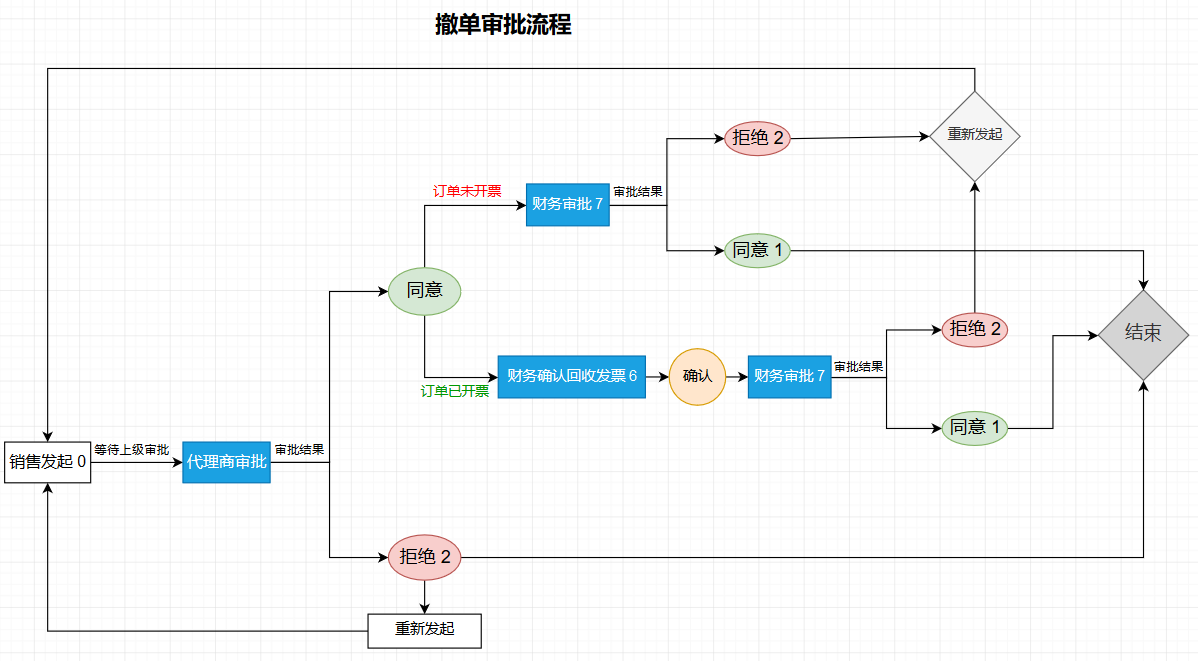 撤单审批流程
拒绝 2
重新发起
订单未开票
财务审批 7
审批结果
同意 1
同意
拒绝 2
结束
财务确认回收发票 6
确认
财务审批 7
审批结果
订单已开票
同意 1
销售发起 0
等待上级审批
代理商审批
审批结果
拒绝 2
重新发起